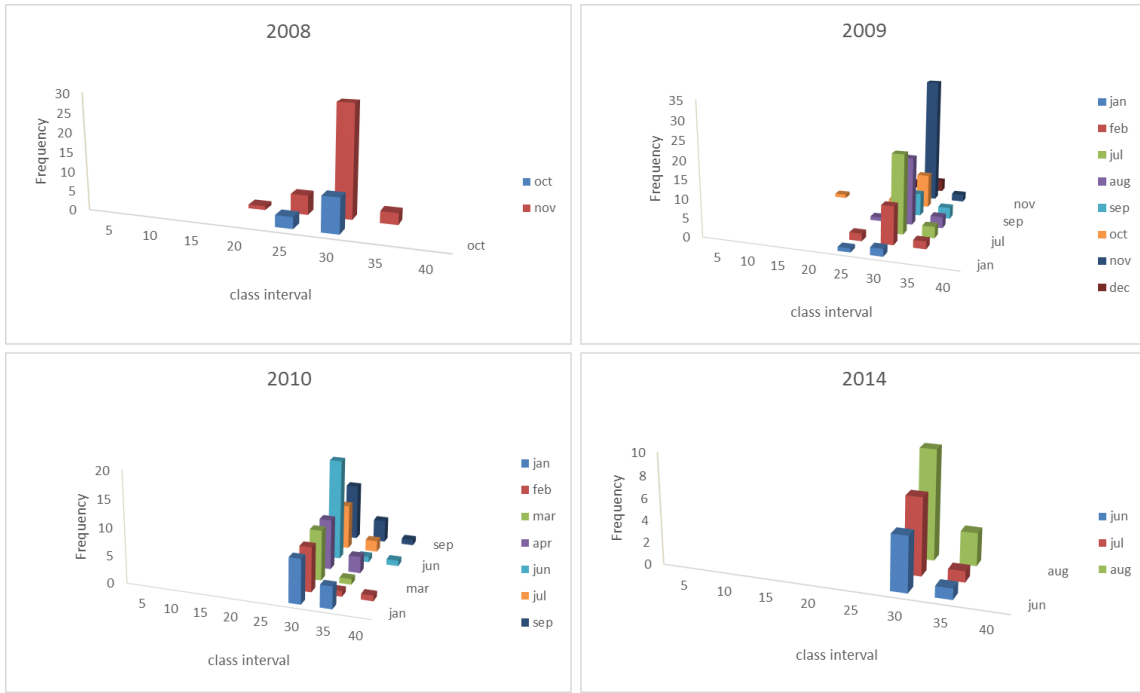 2008
30
25
20
15
10
5
0
Frequency
5 10 15 20 25 30 35 40
class interval
oct
oct
nov
2009
35
30
25
20
15
10
5
0
Frequency
5 10 15 20 25 30 35 40
class interval
nov
sep
jul
jan
jan
feb
jul
aug
sep
oct
nov
dec
2010
20
15
10
5
0
Frequency
5 10 15 20 25 30 35 40
class interval
sep
jun
mar
jan
jan
feb
mar
apr
jun
jul
sep
2014
10
8
6
4
2
0
Frequency
5 10 15 20 25 30 35 40
class interval
aug
jun
jun
jul
aug